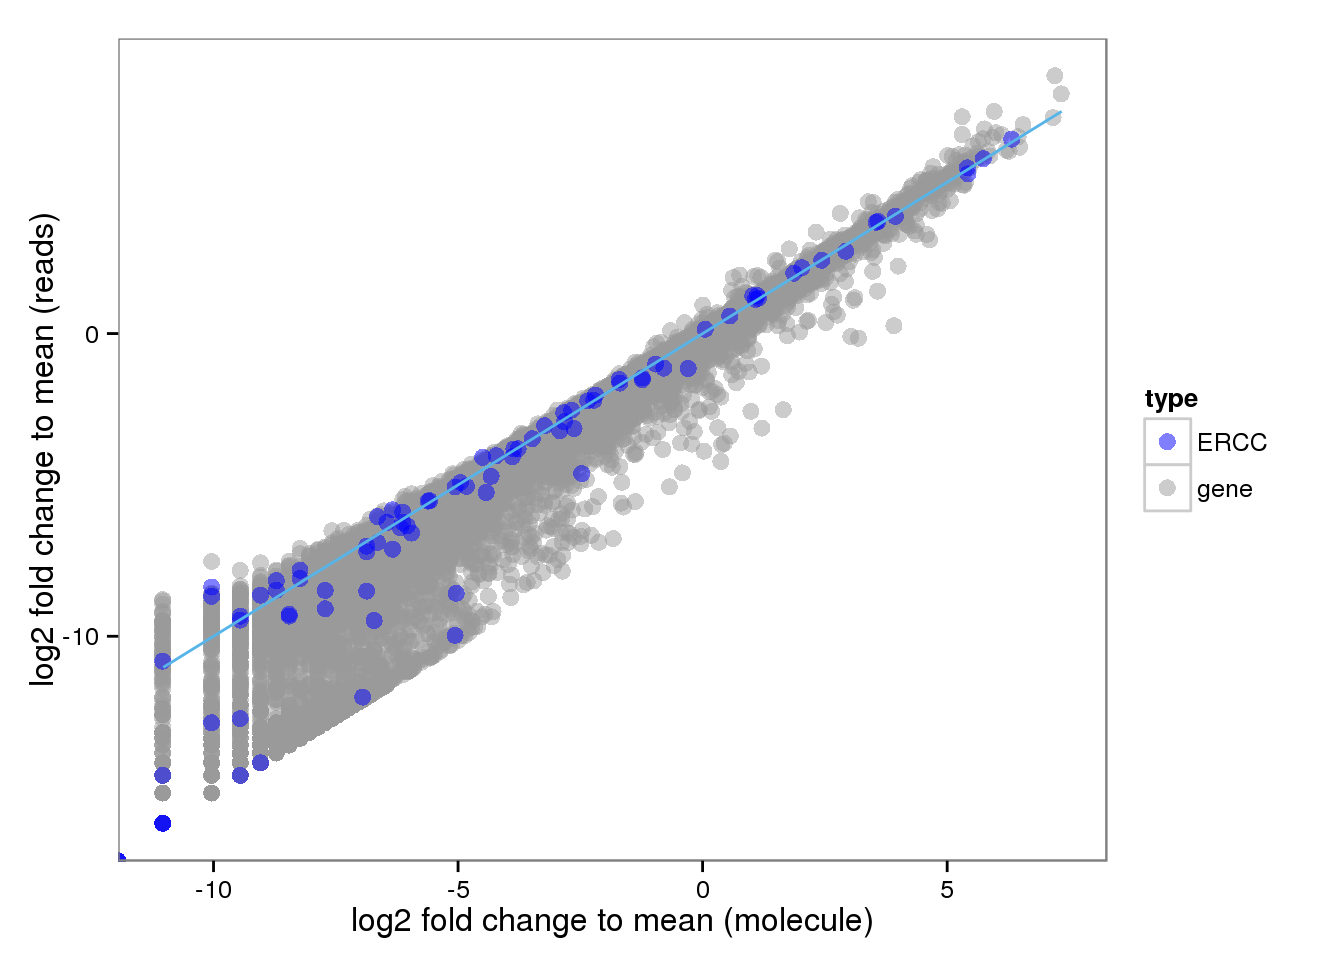 log2 fold change to mean (reads)
0
-10
-10
-5
0
5
log2 fold change to mean (molecule)
type
ERCC
gene